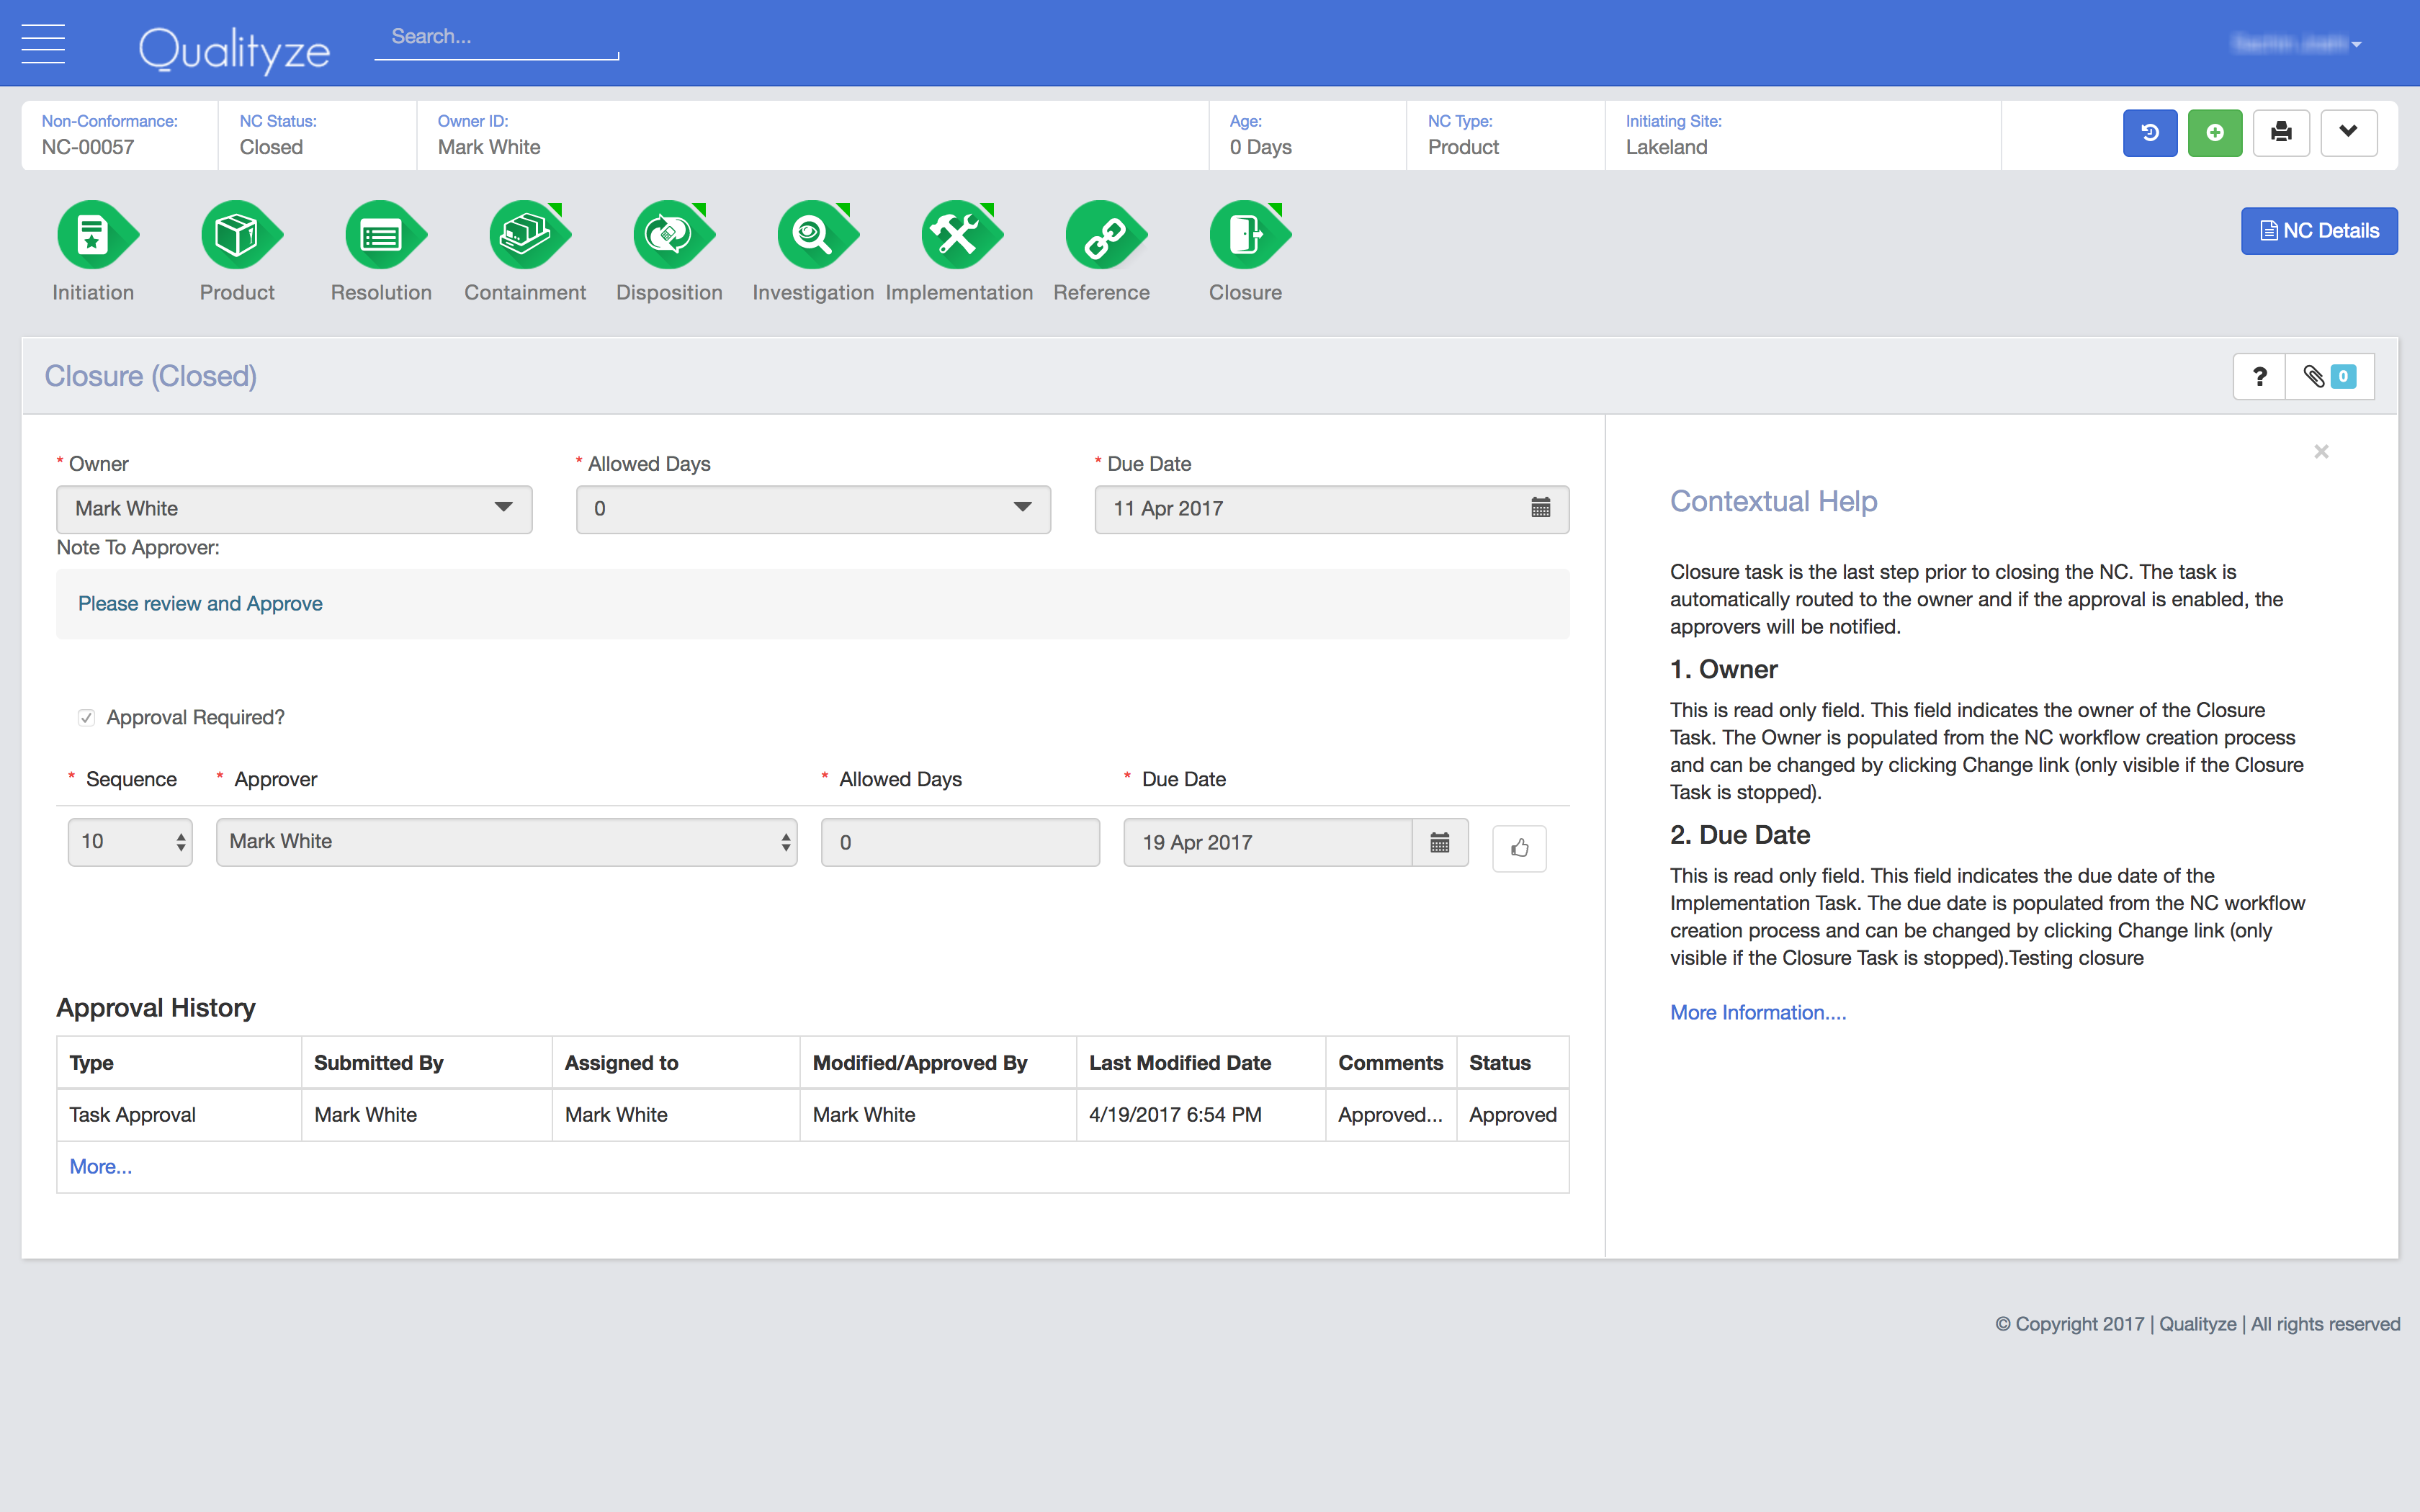 Qualityze
Search...
Non-Conformance:
NC-00057
NC Status:
Closed
Owner ID:
Mark White
Age:
0 Days
NC Type:
Product
Initiating Site:
Lakeland
Initiation
Product
Resolution
Containment
Disposition
Investigation
Implementation
Reference
Closure
NC Details
Closure (Closed)
?
0
* Owner
* Allowed Days
* Due Date
Mark White
0
11 Apr 2017
Note To Approver:
Please review and Approve
Approval Required?
* Sequence
* Approver
* Allowed Days
* Due Date
10
Mark White
0
19 Apr 2017
Approval History
Type
Submitted By
Assigned to
Modified/Approved By
Last Modified Date
Comments
Status
Task Approval
Mark White
Mark White
Mark White
4/19/2017 6:54 PM
Approved...
Approved
More...
×
Contextual Help
Closure task is the last step prior to closing the NC. The task is
automatically routed to the owner and if the approval is enabled, the
approvers will be notified.
1. Owner
This is read only field. This field indicates the owner of the Closure
Task. The Owner is populated from the NC workflow creation process
and can be changed by clicking Change link (only visible if the Closure
Task is stopped).
2. Due Date
This is read only field. This field indicates the due date of the
Implementation Task. The due date is populated from the NC workflow
creation process and can be changed by clicking Change link (only
visible if the Closure Task is stopped).Testing closure
More Information....
© Copyright 2017 | Qualityze | All rights reserved